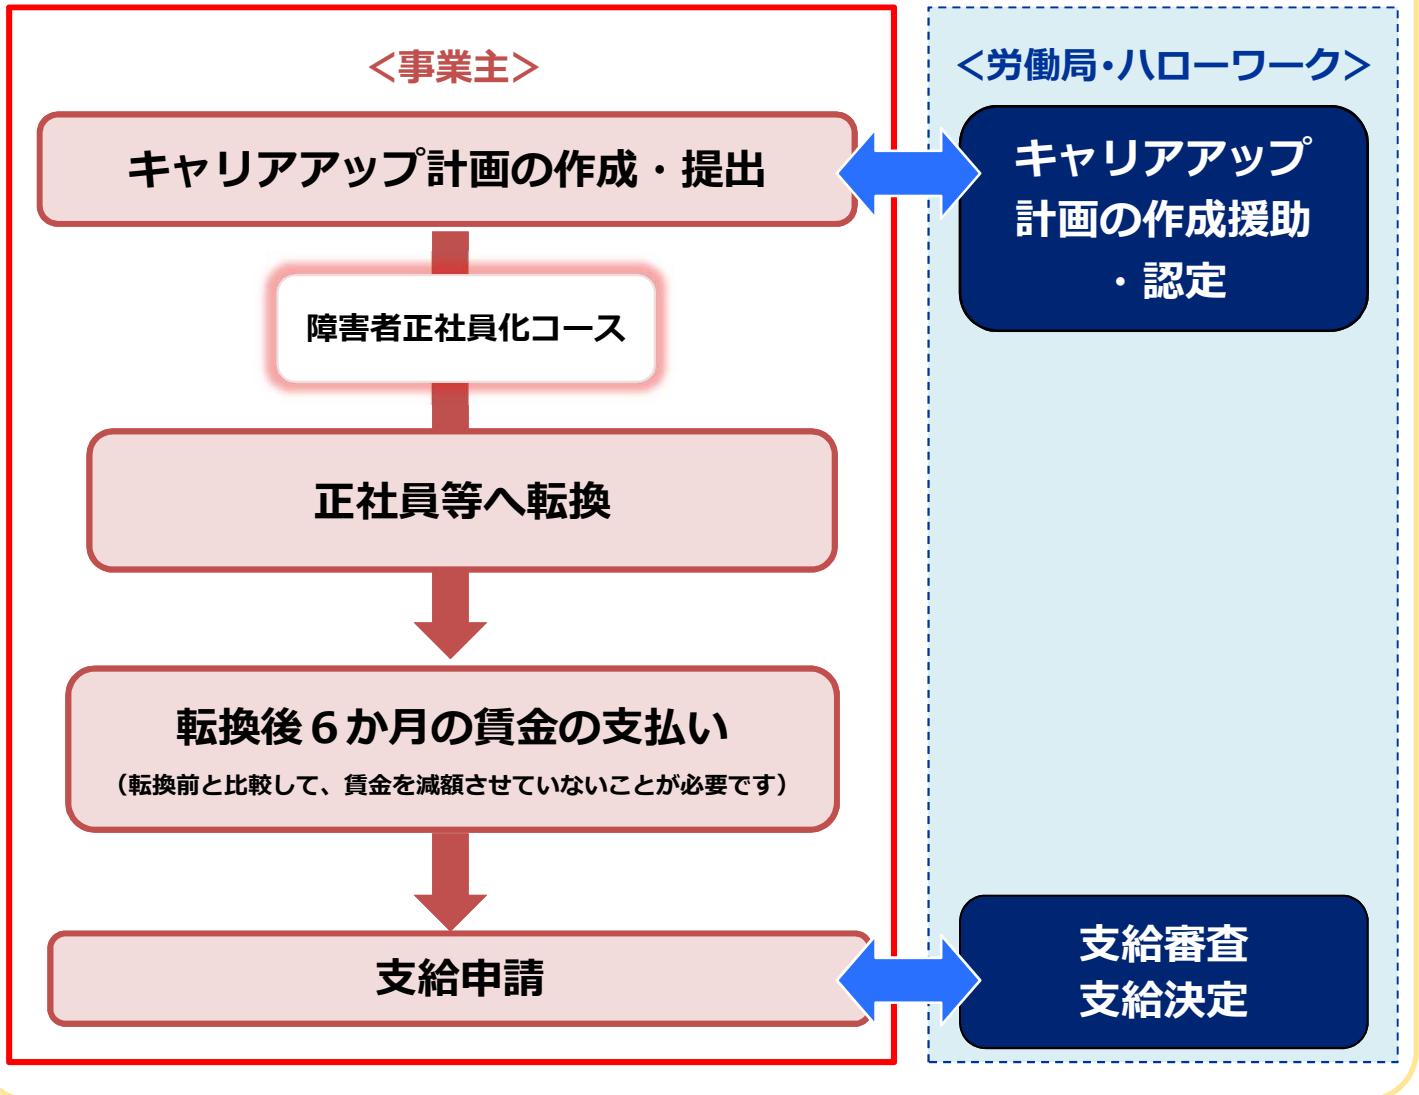 ＜事業主＞
キャリアアップ計画の作成・提出
障害者正社員化コース
正社員等へ転換
転換後６か月の賃金の支払い
（転換前と比較して、賃金を減額させていないことが必要です）
支給申請
＜労働局・ハローワーク＞
キャリアアップ
計画の作成援助
・認定
支給審査
支給決定